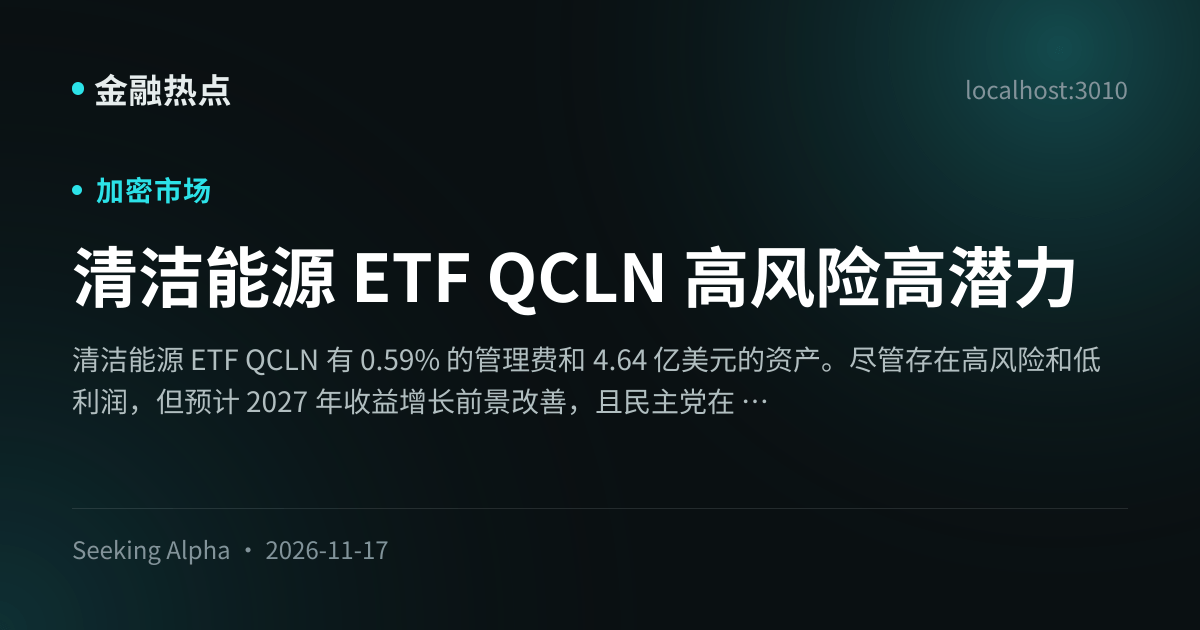 金融热点
localhost:3010
加密市场
清洁能源 ETF QCLN 高风险高潜力
清洁能源 ETF QCLN 有 0.59% 的管理费和 4.64 亿美元的资产。尽管存在高风险和低
利润，但预计 2027 年收益增长前景改善，且民主党在 …
Seeking Alpha · 2026-11-17